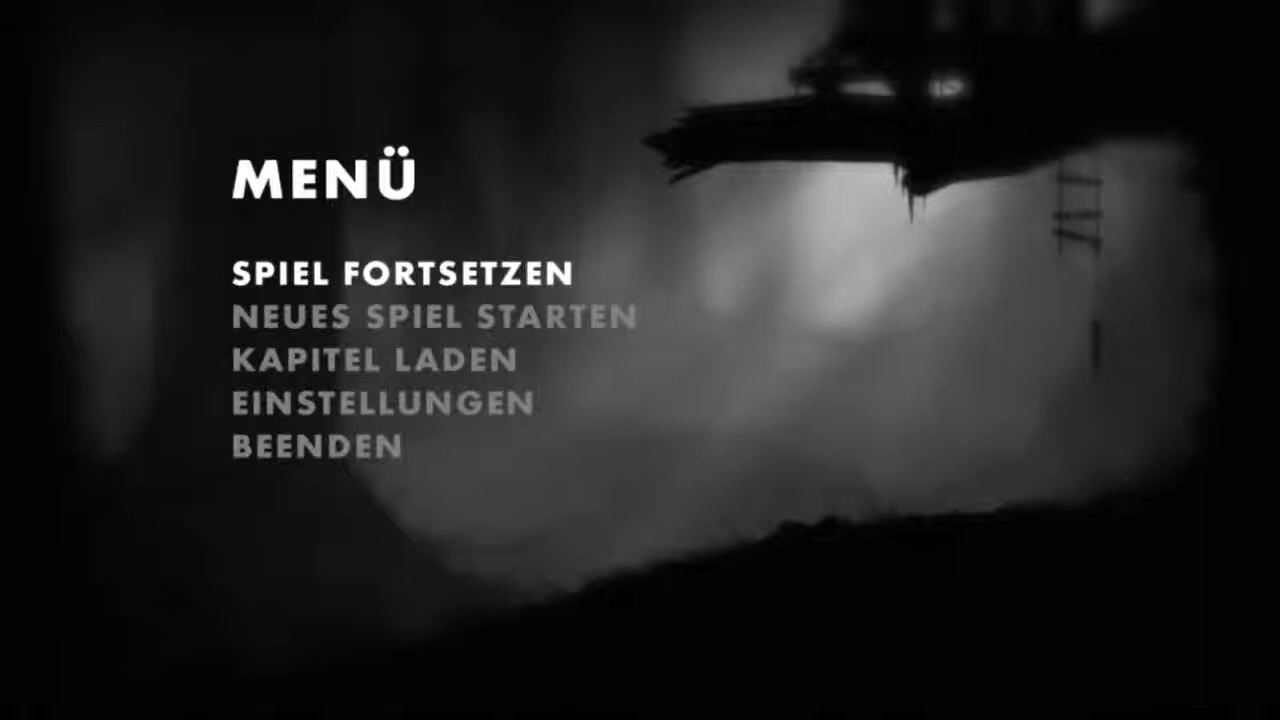 MENÜ
SPIEL FORTSETZEN
NEUES SPIEL STARTEN
KAPITEL LADEN
EINSTELLUNGEN
BEENDEN